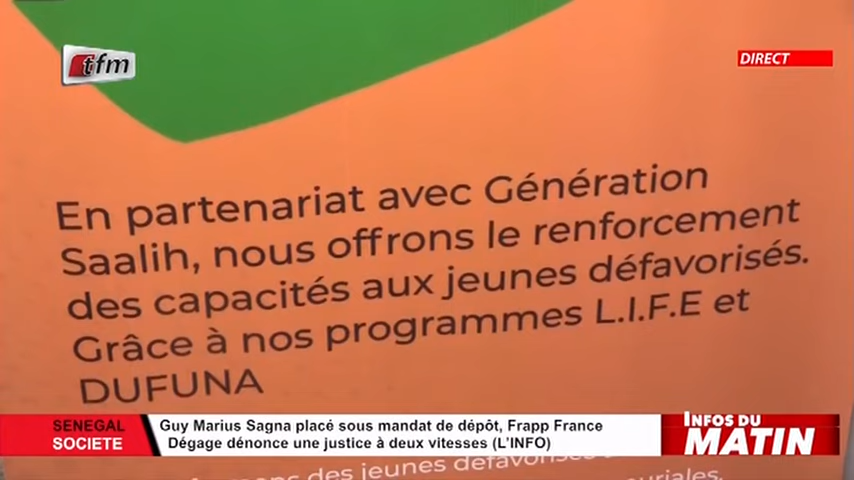 tfm
DIRECT
En partenariat avec Génération
Saalih, nous offrons le renforcement
des capacités aux jeunes défavorisés.
Grâce à nos programmes L.I.F.E et
DUFUNA
SENEGAL
SOCIETE
Guy Marius Sagna placé sous mandat de dépôt, Frapp France
Dégage dénonce une justice à deux vitesses (L'INFO)
INFOS DU
MATIN
des jeunes